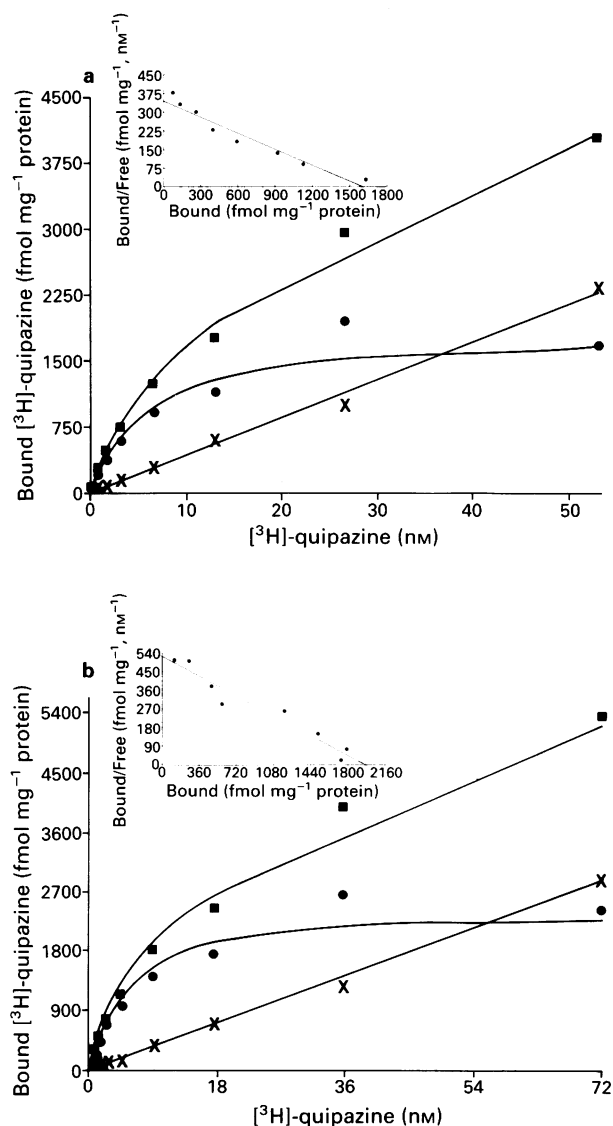 a
Bound/Free (fmol mg⁻¹, nM⁻¹)
450
375
300
225
150
75
0
0 300 600 900 1200 1500 1800
Bound (fmol mg⁻¹ protein)
Bound [³H]-quipazine (fmol mg⁻¹ protein)
4500
3750
3000
2250
1500
750
0
0 10 20 30 40 50
[³H]-quipazine (nM)
b
Bound/Free (fmol mg⁻¹, nM⁻¹)
540
450
360
270
180
90
0
0 360 720 1080 1440 1800 2160
Bound (fmol mg⁻¹ protein)
Bound [³H]-quipazine (fmol mg⁻¹ protein)
5400
4500
3600
2700
1800
900
0
0 18 36 54 72
[³H]-quipazine (nM)